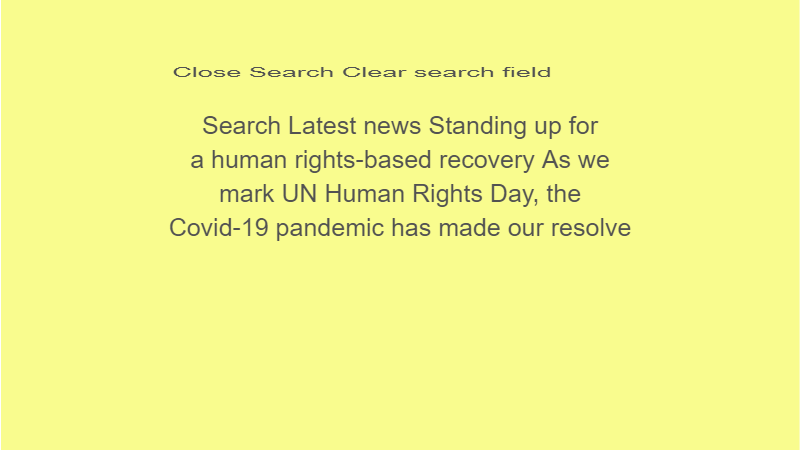 Close Search Clear search field
Search Latest news Standing up for
a human rights-based recovery As we
mark UN Human Rights Day, the
Covid-19 pandemic has made our resolve